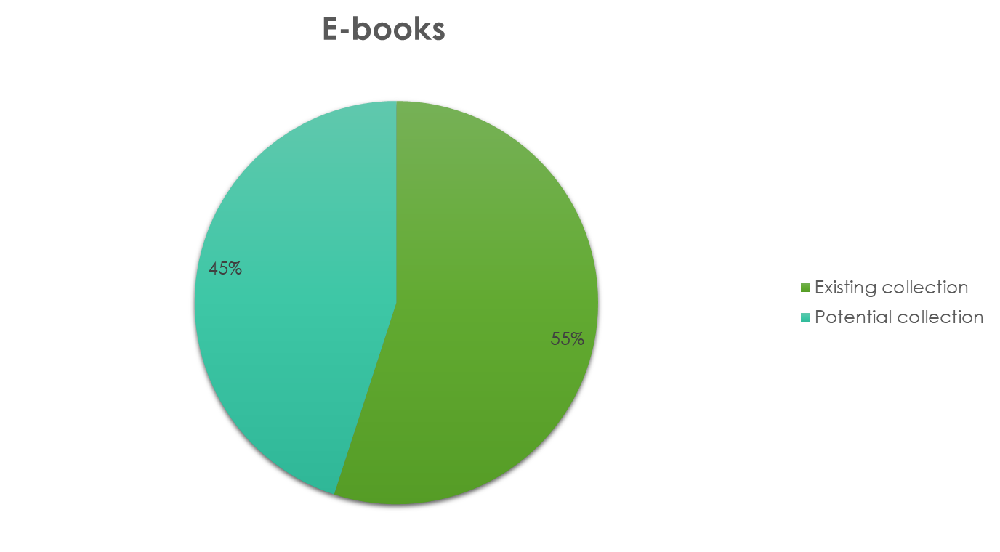 E-books
45%
55%
Existing collection
Potential collection